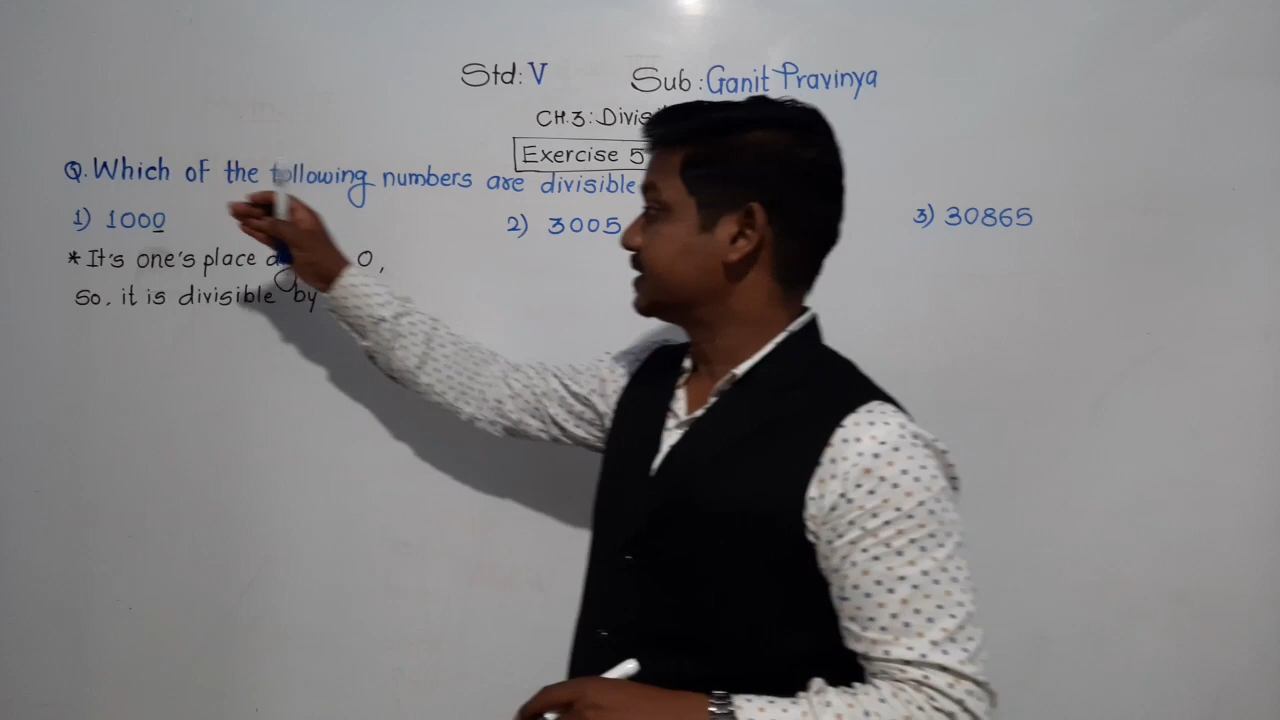 Std: V Sub: Ganit Pravinya
CH.3:
Exercise 5
Q. Which of the following numbers are divisible
1) 1000 2) 3005 3) 30865
* It's one's place 0,
So, it is divisible by